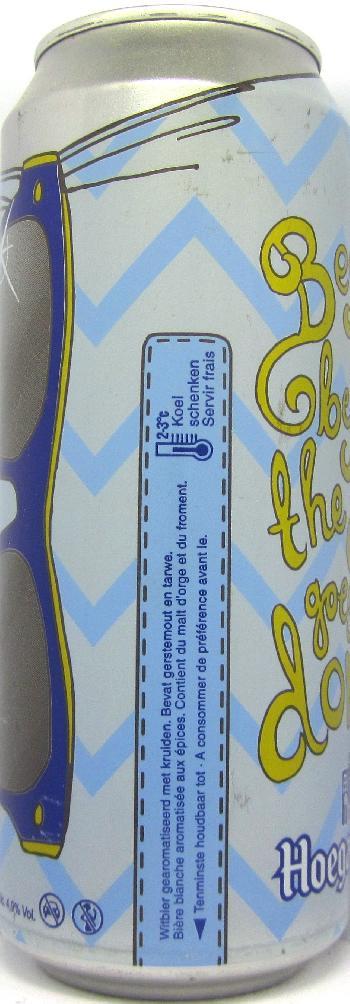 2-3°C
Koel
schenken
Servir frais
Witbier gearomatiseerd met kruiden. Bevat gerstemout en tarwe.
Bière blanche aromatisée aux épices. Contient du malt d'orge et du froment.
◄ Tenminste houdbaar tot - A consommer de préférence avant le.
the
4,9% Vol.
Hoeg